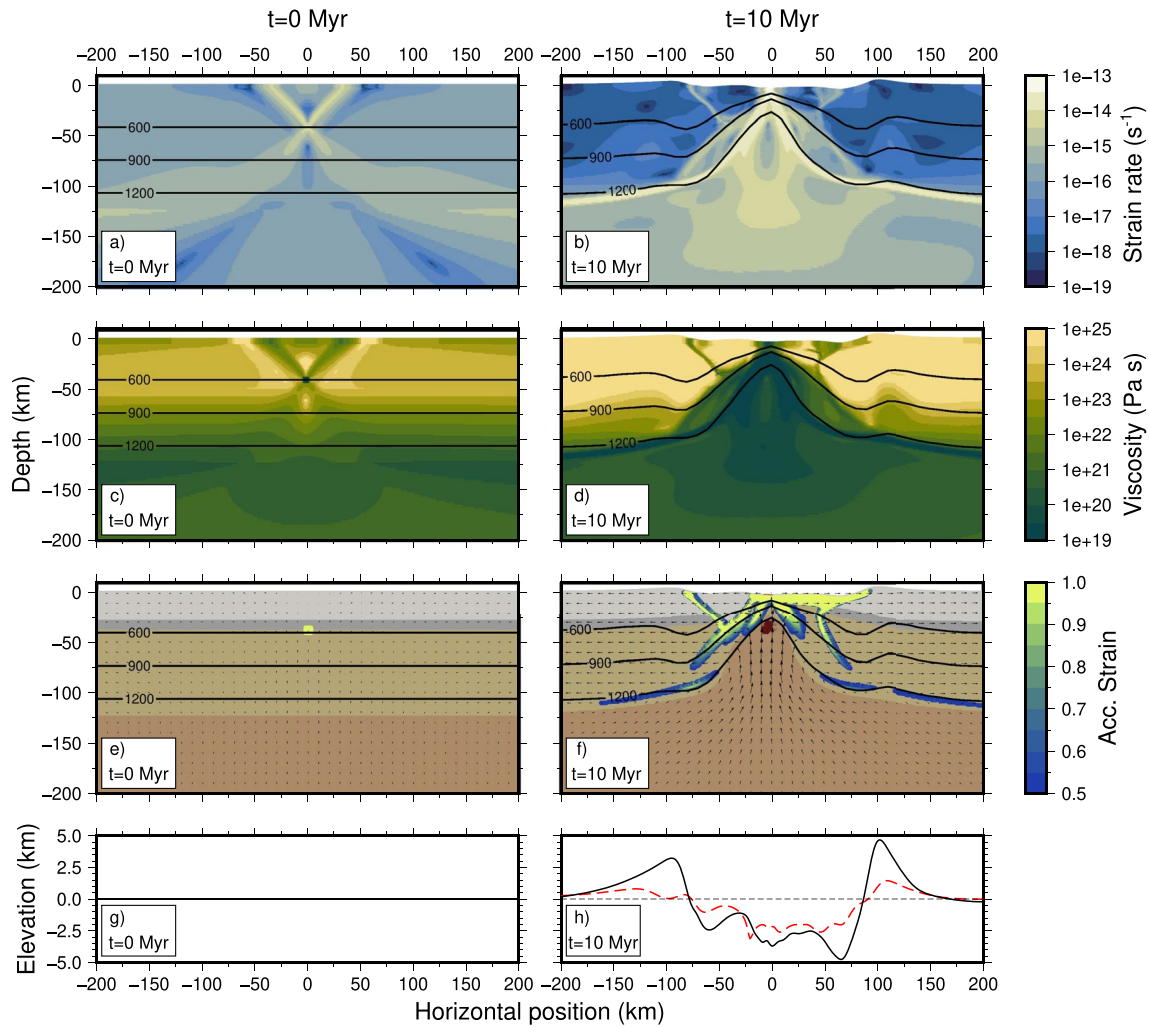 t=0 Myr t=10 Myr
−200 −150 −100 −50 0 50 100 150 200 −200 −150 −100 −50 0 50 100 150 200
0
−50
−100
−150
−200
600
900
1200
a)
t=0 Myr
600
900
1200
b)
t=10 Myr
1e−13
1e−14
1e−15
1e−16
1e−17
1e−18
1e−19
Strain rate (s⁻¹)
0
−50
−100
−150
−200
Depth (km)
600
900
1200
c)
t=0 Myr
600
900
1200
d)
t=10 Myr
1e+25
1e+24
1e+23
1e+22
1e+21
1e+20
1e+19
Viscosity (Pa s)
0
−50
−100
−150
−200
600
900
1200
e)
t=0 Myr
600
900
1200
f)
t=10 Myr
1.0
0.9
0.8
0.7
0.6
0.5
Acc. Strain
5.0
2.5
0.0
−2.5
−5.0
Elevation (km)
g)
t=0 Myr
h)
t=10 Myr
−200 −150 −100 −50 0 50 100 150 200 −200 −150 −100 −50 0 50 100 150 200
Horizontal position (km)